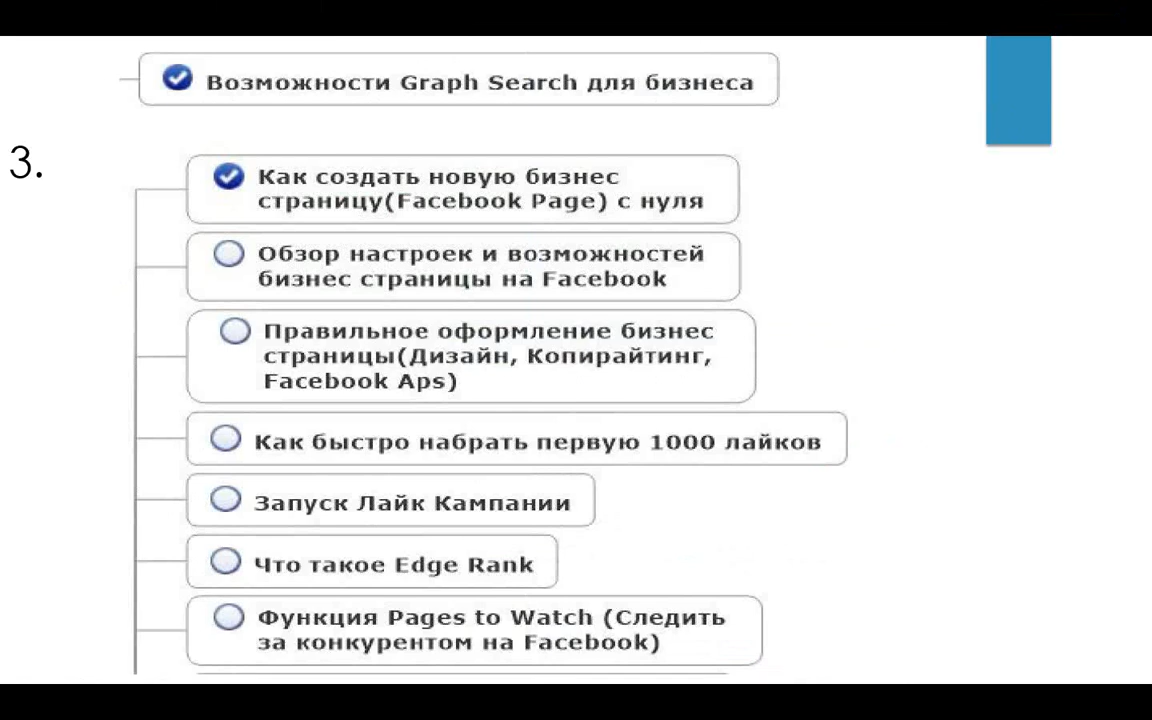 Возможности Graph Search для бизнеса
3.
Как создать новую бизнес
страницу(Facebook Page) с нуля
Обзор настроек и возможностей
бизнес страницы на Facebook
Правильное оформление бизнес
страницы(Дизайн, Копирайтинг,
Facebook Aps)
Как быстро набрать первую 1000 лайков
Запуск Лайк Кампании
Что такое Edge Rank
Функция Pages to Watch (Следить
за конкурентом на Facebook)